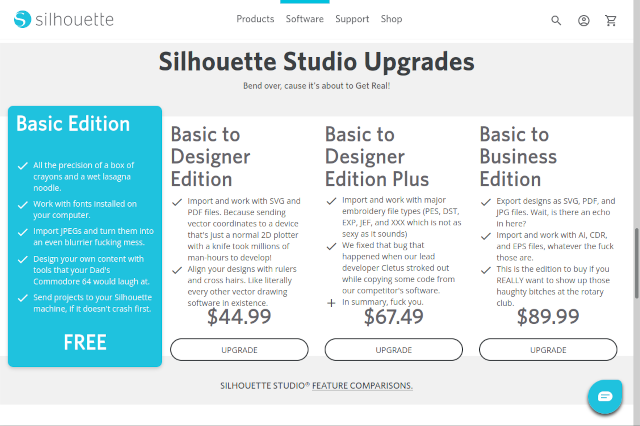 silhouette
Products Software Support Shop
Silhouette Studio Upgrades
Bend over, cause it's about to Get Real!
Basic Edition
All the precision of a box of
crayons and a wet lasagna
noodle.
Work with fonts installed on
your computer.
Import JPEGs and turn them into
an even blurrier fucking mess.
Design your own content with
tools that your Dad's
Commodore 64 would laugh at.
Send projects to your Silhouette
machine, if it doesn't crash first.
FREE
Basic to
Designer
Edition
Import and work with SVG and
PDF files. Because sending
vector coordinates to a device
that's just a normal 2D plotter
with a knife took millions of
man-hours to develop!
Align your designs with rulers
and cross hairs. Like literally
every other vector drawing
software in existence.
$44.99
UPGRADE
Basic to
Designer
Edition Plus
Import and work with major
embroidery file types (PES, DST,
EXP, JEF, and XXX which is not as
sexy as it sounds)
We fixed that bug that
happened when our lead
developer Cletus stroked out
while copying some code from
our competitor's software.
In summary, fuck you.
$67.49
UPGRADE
Basic to
Business
Edition
Export designs as SVG, PDF, and
JPG files. Wait, is there an echo
in here?
Import and work with AI, CDR,
and EPS files, whatever the fuck
those are.
This is the edition to buy if you
REALLY want to show up those
haughty bitches at the rotary
club.
$89.99
UPGRADE
SILHOUETTE STUDIO® FEATURE COMPARISONS.